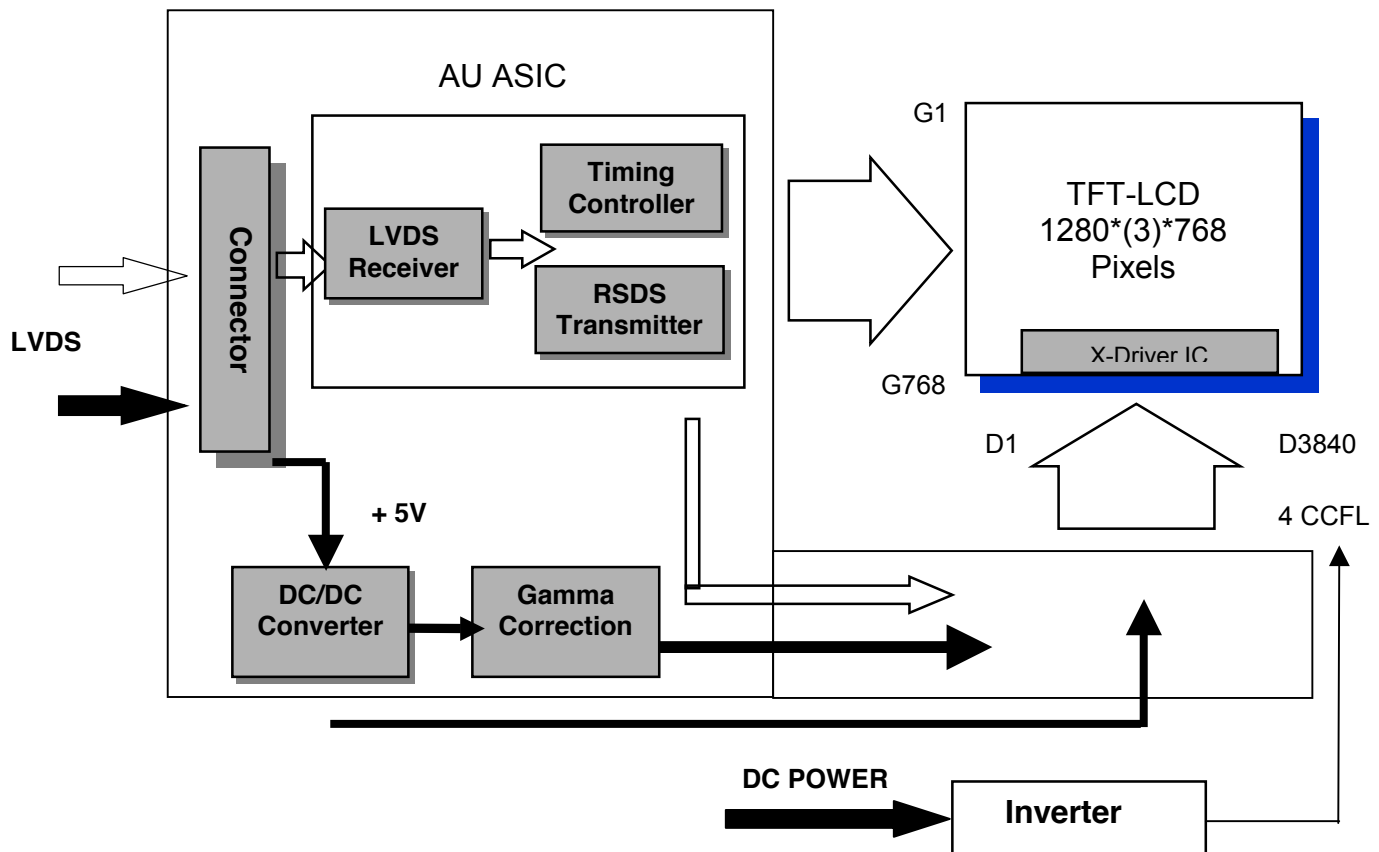 AU ASIC
G1
Timing
Controller
TFT-LCD
1280*(3)*768
Pixels
Connector
LVDS
Receiver
RSDS
Transmitter
LVDS
X-Driver IC
G768
D1
D3840
+ 5V
4 CCFL
DC/DC
Converter
Gamma
Correction
DC POWER
Inverter